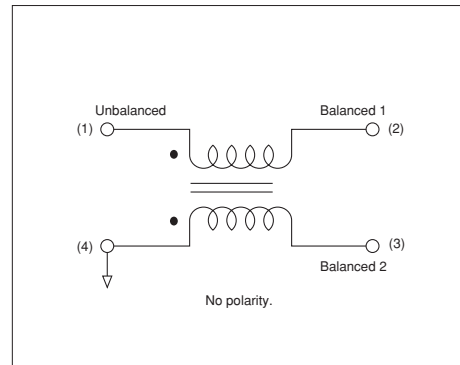 Unbalanced Balanced 1
(1) (2)
(4) (3)
Balanced 2
No polarity.